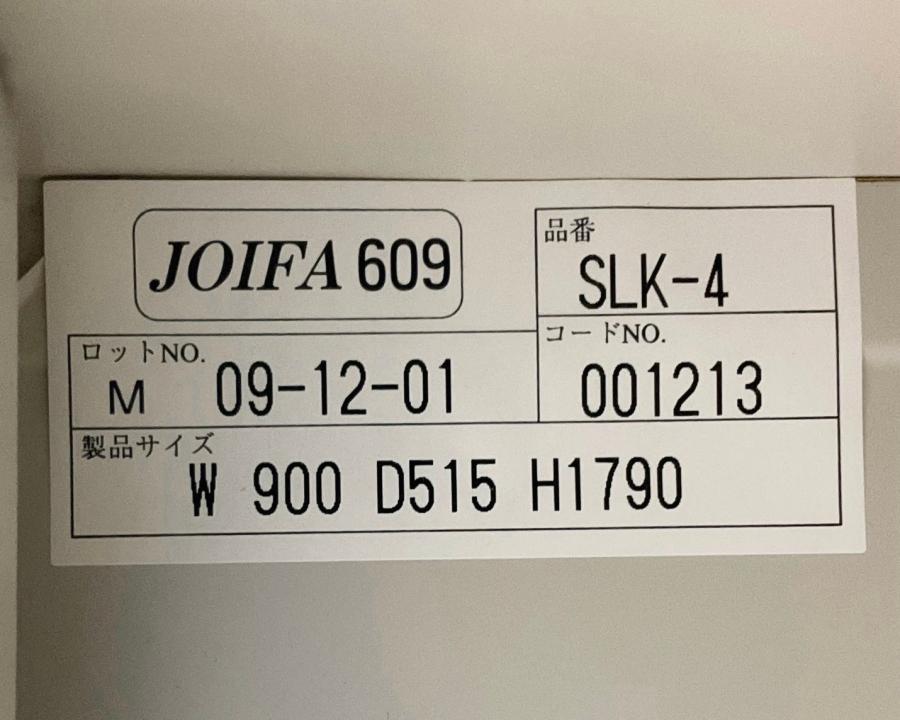 JOIFA 609
品番
SLK-4
ロットNO.
M 09-12-01
コードNO.
001213
製品サイズ
W 900 D515 H1790